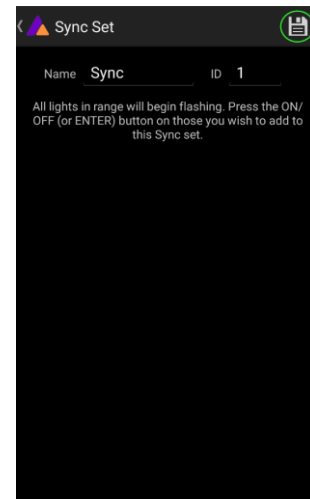 Sync Set
Name Sync ID 1
All lights in range will begin flashing. Press the ON/
OFF (or ENTER) button on those you wish to add to
this Sync set.